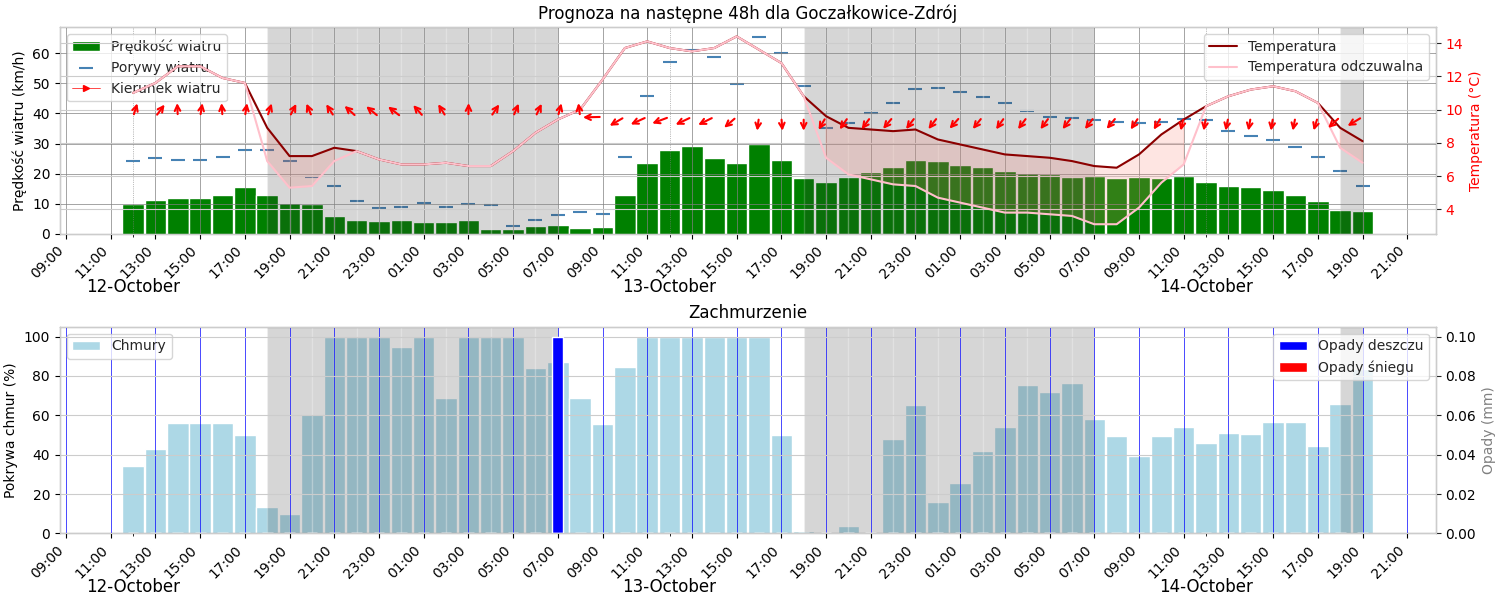 Prognoza na następne 48h dla Goczałkowice-Zdrój
Prędkość wiatru (km/h)
0
10
20
30
40
50
60
Prędkość wiatru
Porywy wiatru
Kierunek wiatru
Temperatura
Temperatura odczuwalna
14
12
10
8
6
4
Temperatura (°C)
09:00 11:00 13:00 15:00 17:00 19:00 21:00 23:00 01:00 03:00 05:00 07:00 09:00 11:00 13:00 15:00 17:00 19:00 21:00 23:00 01:00 03:00 05:00 07:00 09:00 11:00 13:00 15:00 17:00 19:00 21:00
12-October 13-October 14-October
Zachmurzenie
Pokrywa chmur (%)
100
80
60
40
20
0
Chmury
Opady deszczu
Opady śniegu
0.10
0.08
0.06
0.04
0.02
0.00
Opady (mm)
09:00 11:00 13:00 15:00 17:00 19:00 21:00 23:00 01:00 03:00 05:00 07:00 09:00 11:00 13:00 15:00 17:00 19:00 21:00 23:00 01:00 03:00 05:00 07:00 09:00 11:00 13:00 15:00 17:00 19:00 21:00
12-October 13-October 14-October